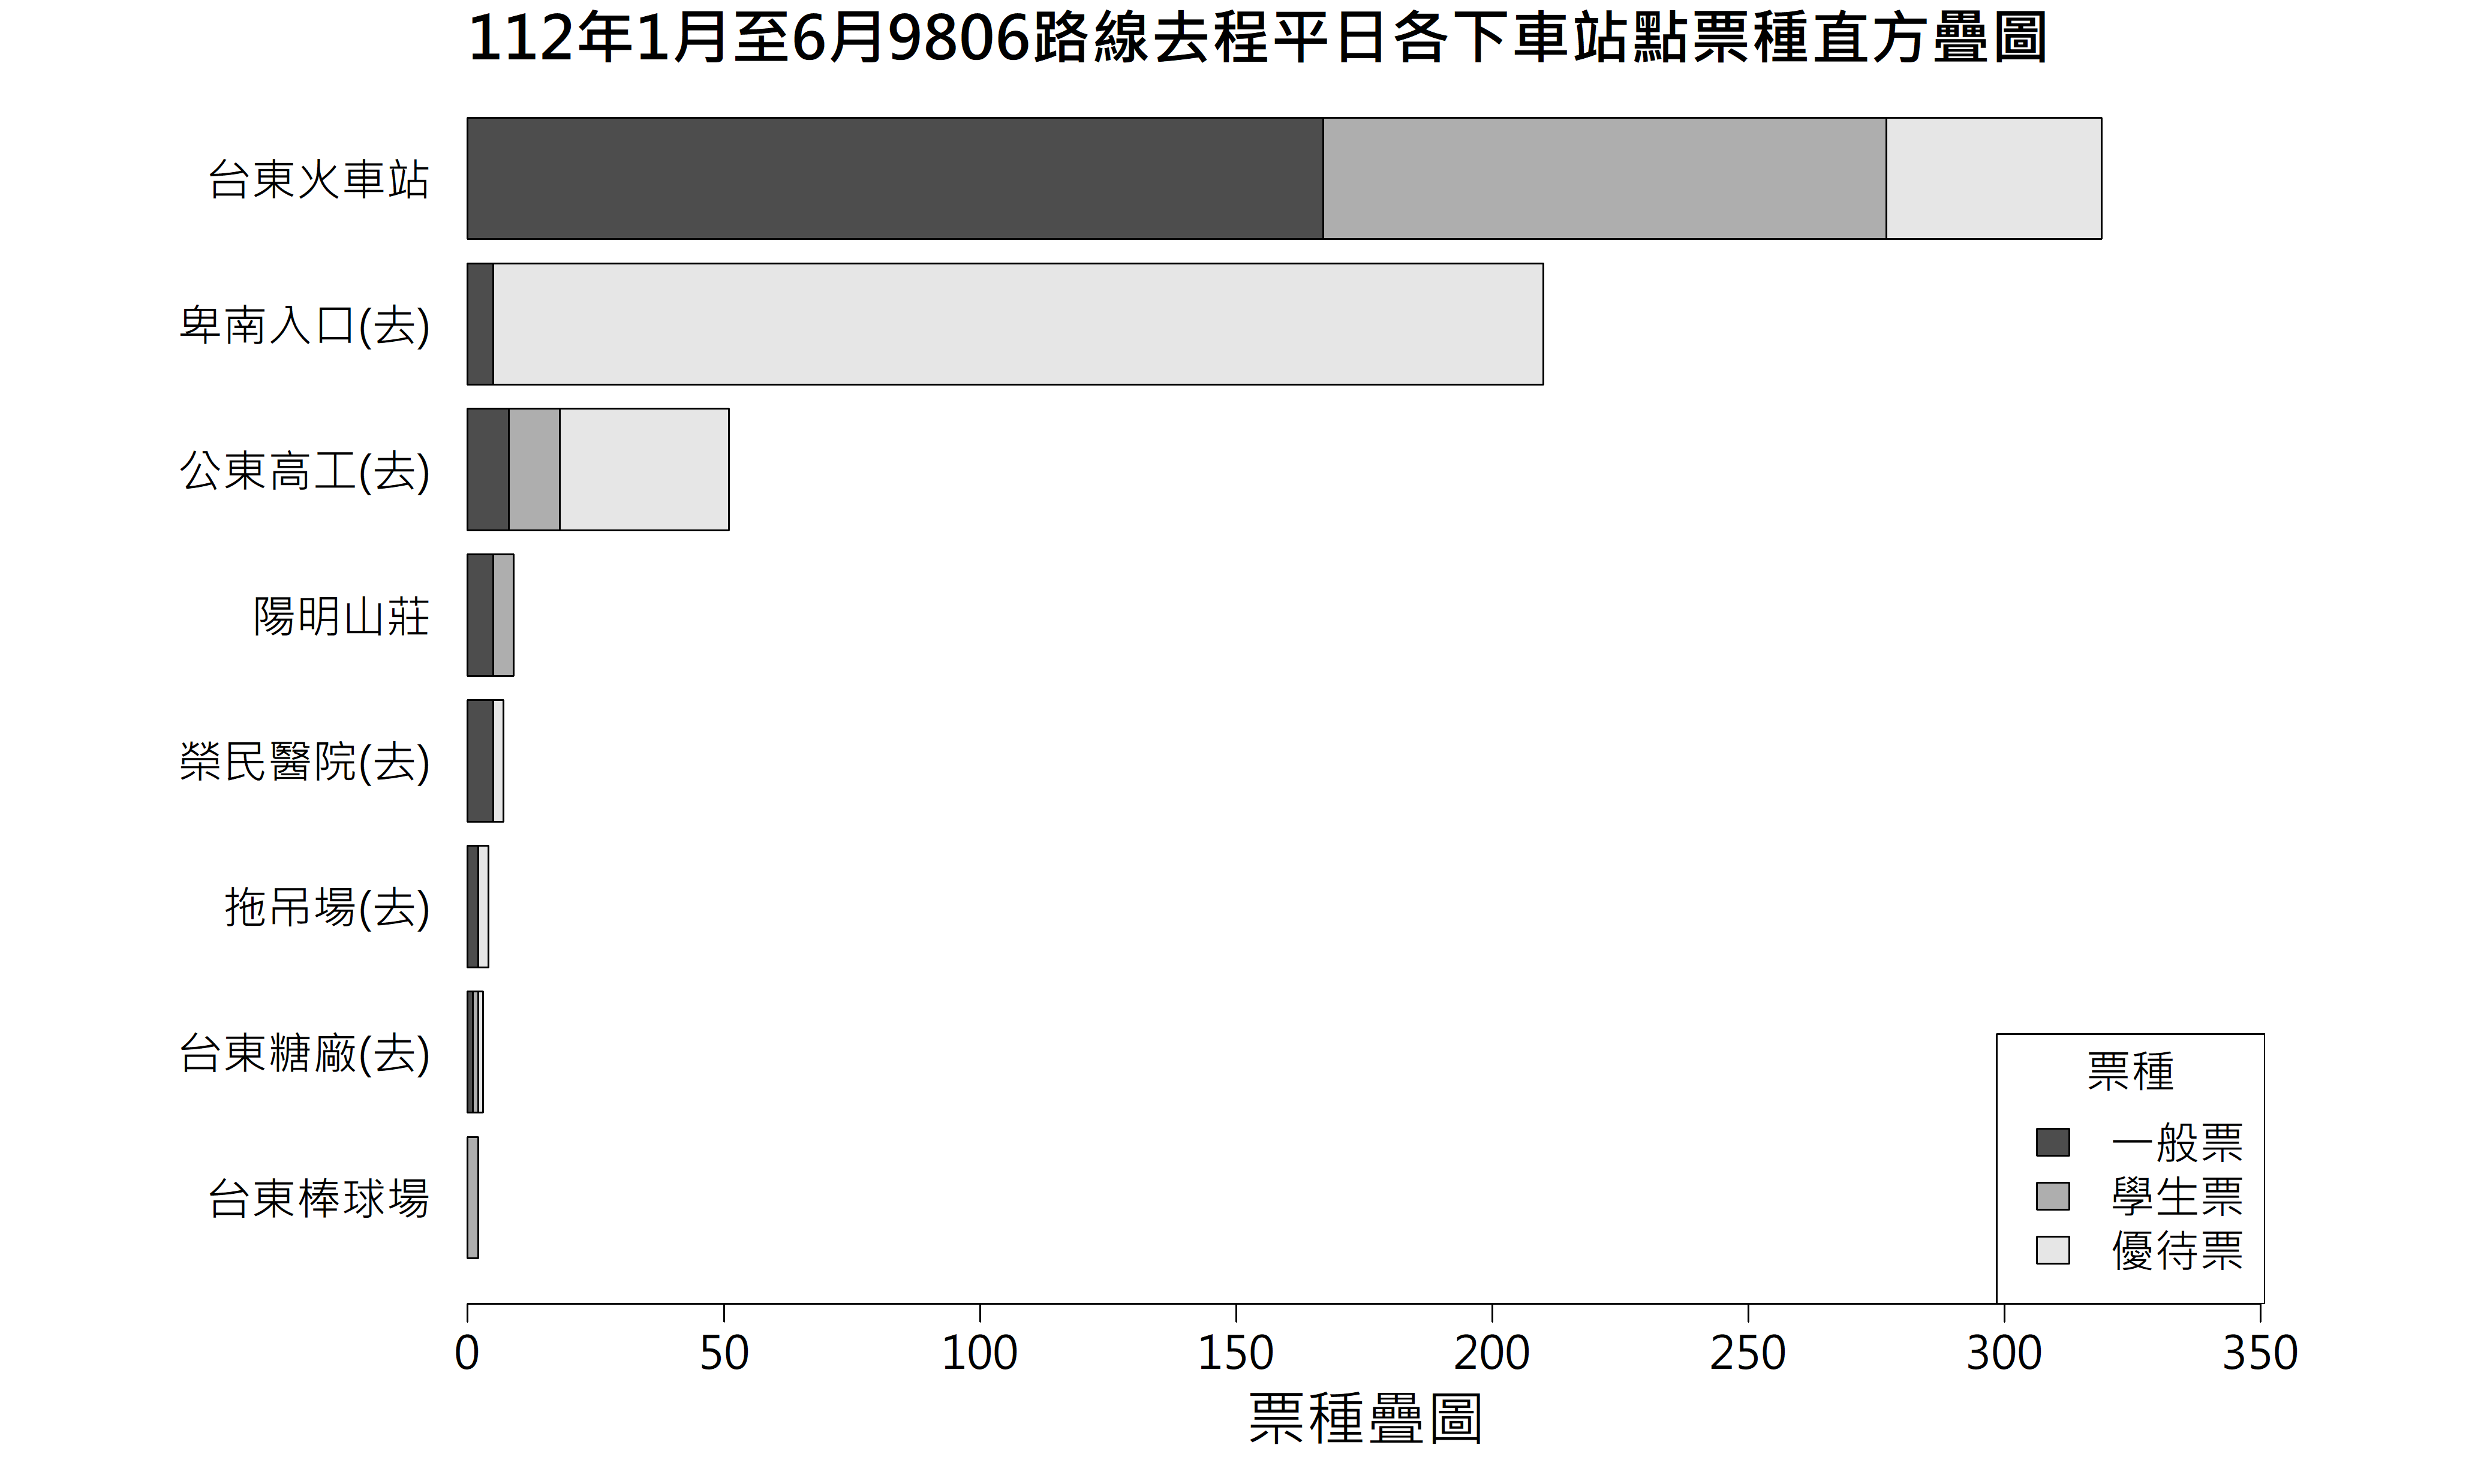 112年1月至6月9806路線去程平日各下車站點票種直方疊圖
台東火車站
卑南入口(去)
公東高工(去)
陽明山莊
榮民醫院(去)
拖吊場(去)
台東糖廠(去)
台東棒球場
票種
一般票
學生票
優待票
0 50 100 150 200 250 300 350
票種疊圖